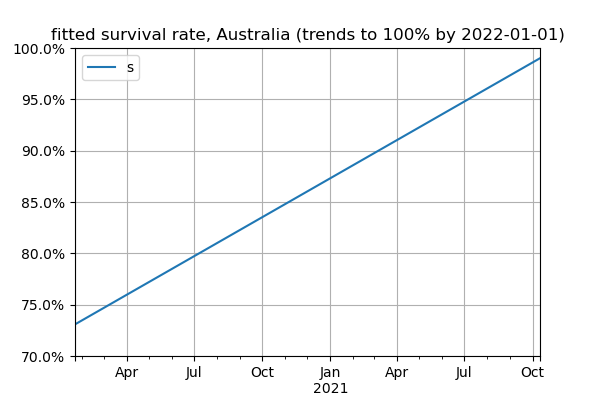 fitted survival rate, Australia (trends to 100% by 2022-01-01)
100.0%
s
95.0%
90.0%
85.0%
80.0%
75.0%
70.0%
Apr Jul Oct Jan Apr Jul Oct
2021